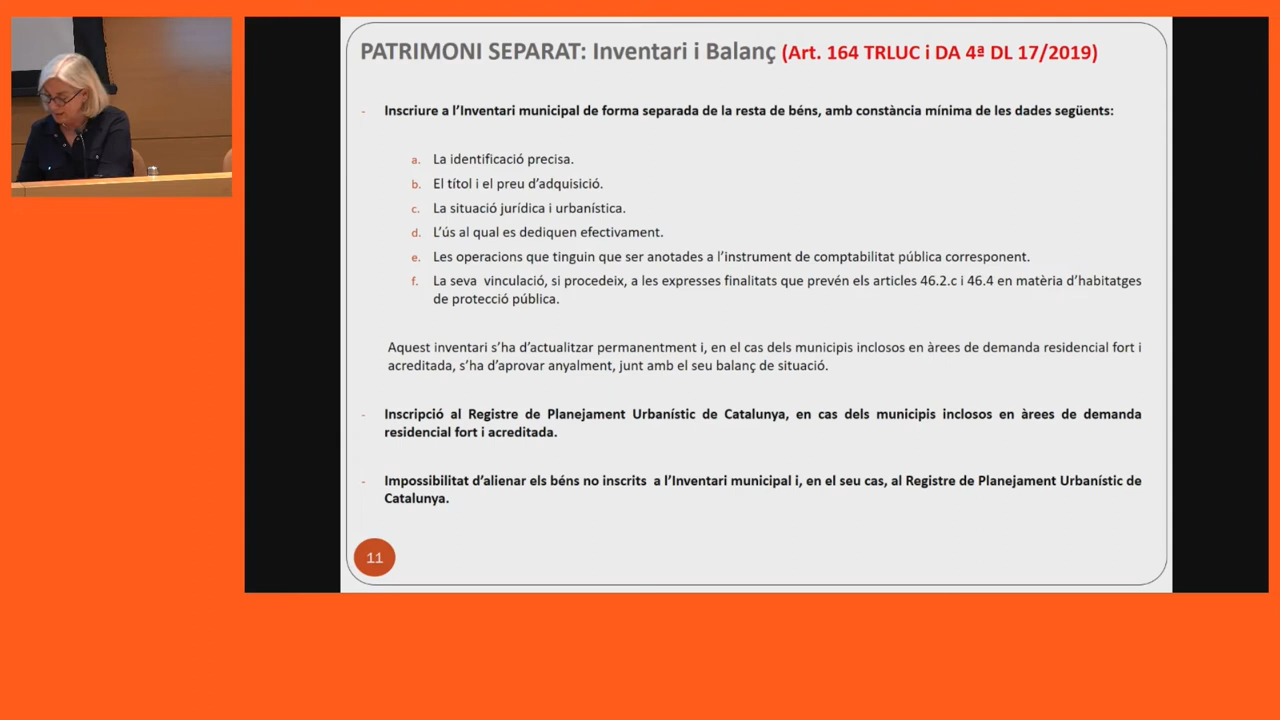 PATRIMONI SEPARAT: Inventari i Balanç (Art. 164 TRLUC i DA 4ª DL 17/2019)
- Inscriure a l’Inventari municipal de forma separada de la resta de béns, amb constància mínima de les dades següents:
a. La identificació precisa.
b. El títol i el preu d’adquisició.
c. La situació jurídica i urbanística.
d. L’ús al qual es dediquen efectivament.
e. Les operacions que tinguin que ser anotades a l’instrument de comptabilitat pública corresponent.
f. La seva vinculació, si procedeix, a les expresses finalitats que prevén els articles 46.2.c i 46.4 en matèria d’habitatges
de protecció pública.
Aquest inventari s’ha d’actualitzar permanentment i, en el cas dels municipis inclosos en àrees de demanda residencial fort i
acreditada, s’ha d’aprovar anyalment, junt amb el seu balanç de situació.
- Inscripció al Registre de Planejament Urbanístic de Catalunya, en cas dels municipis inclosos en àrees de demanda
residencial fort i acreditada.
- Impossibilitat d’alienar els béns no inscrits a l’Inventari municipal i, en el seu cas, al Registre de Planejament Urbanístic de
Catalunya.
11